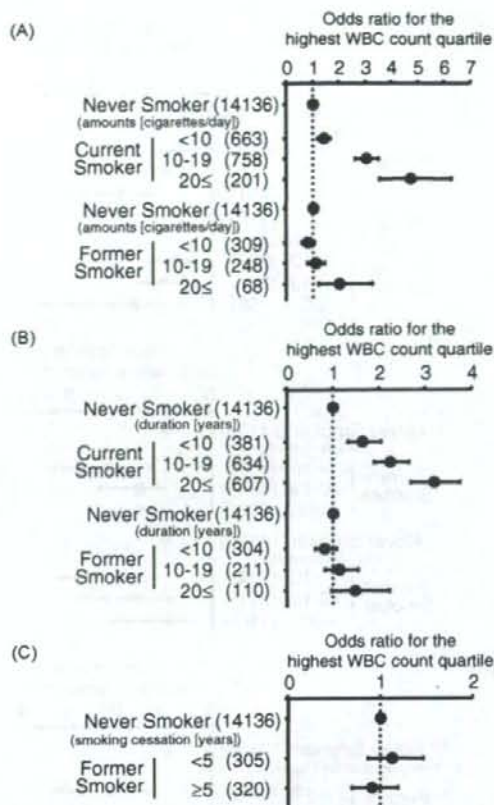 (A)
Odds ratio for the
highest WBC count quartile
0 1 2 3 4 5 6 7
Never Smoker (14136)
(amounts [cigarettes/day])
Current Smoker
<10 (663)
10-19 (758)
20≤ (201)
Never Smoker (14136)
(amounts [cigarettes/day])
Former Smoker
<10 (309)
10-19 (248)
20≤ (68)
(B)
Odds ratio for the
highest WBC count quartile
0 1 2 3 4
Never Smoker (14136)
(duration [years])
Current Smoker
<10 (381)
10-19 (634)
20≤ (607)
Never Smoker (14136)
(duration [years])
Former Smoker
<10 (304)
10-19 (211)
20≤ (110)
(C)
Odds ratio for the
highest WBC count quartile
0 1 2
Never Smoker (14136)
(smoking cessation [years])
Former Smoker
<5 (305)
≥5 (320)